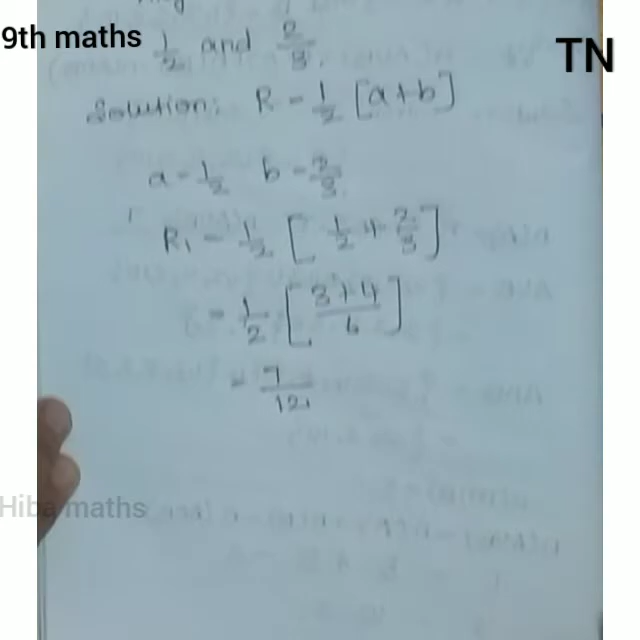 9th maths
TN
1/2 and 2/3
Solution: R = 1/2 [a+b]
a = 1/2 b = 2/3
R1 = 1/2 [1/2 + 2/3]
= 1/2 [3+4/6]
= 7/12
Hiba maths